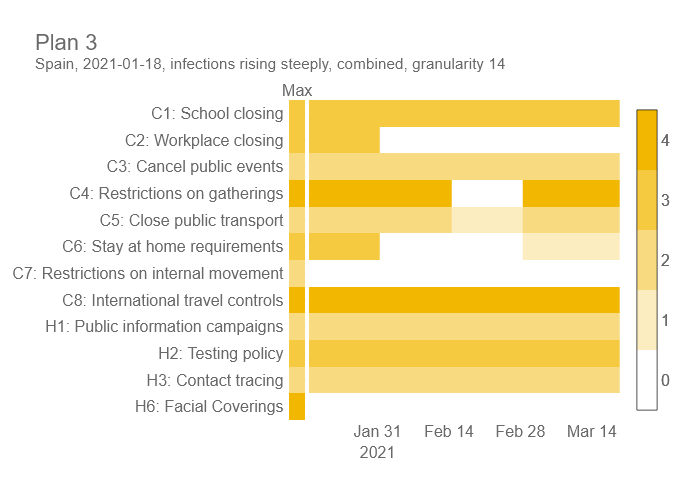 Plan 3
Spain, 2021-01-18, infections rising steeply, combined, granularity 14
Max
C1: School closing
C2: Workplace closing
C3: Cancel public events
C4: Restrictions on gatherings
C5: Close public transport
C6: Stay at home requirements
C7: Restrictions on internal movement
C8: International travel controls
H1: Public information campaigns
H2: Testing policy
H3: Contact tracing
H6: Facial Coverings
4
3
2
1
0
Jan 31 Feb 14 Feb 28 Mar 14
2021